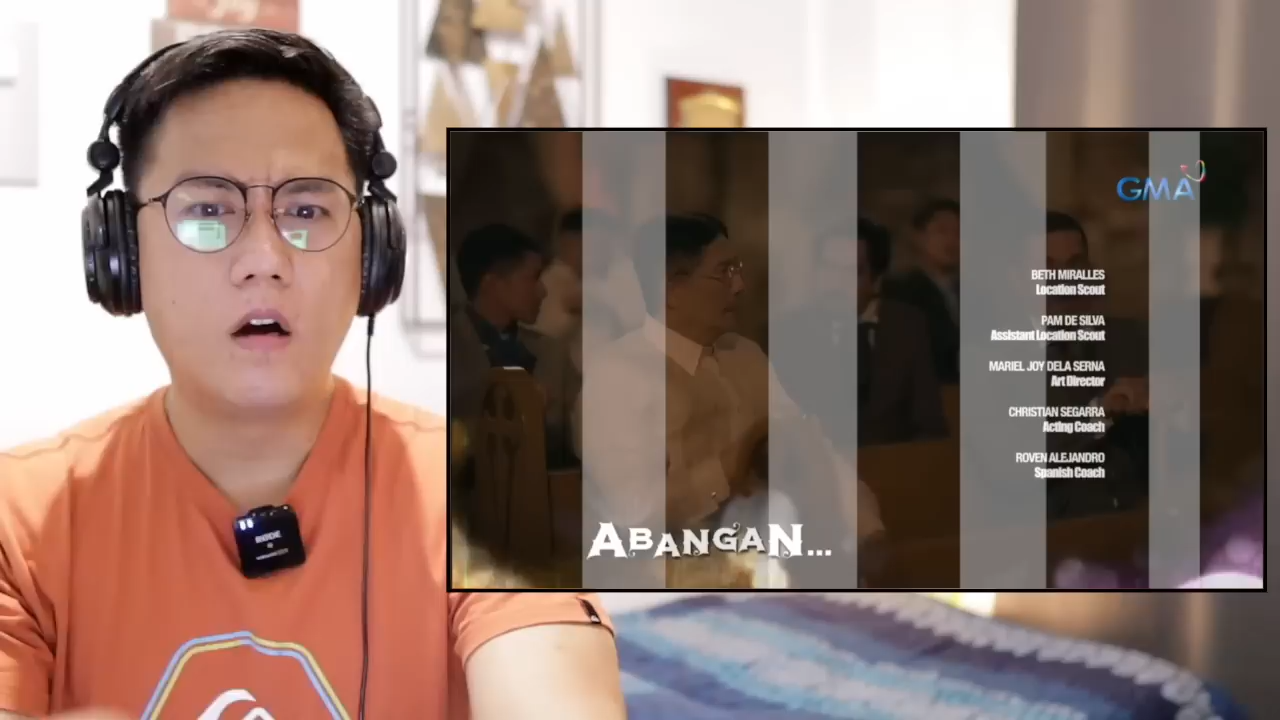 GMA
BETH MIRALLES
Location Scout
PAM DE SILVA
Assistant Location Scout
MARIEL JOY DELA SERNA
Art Director
CHRISTIAN SEGARRA
Acting Coach
ROVEN ALEJANDRO
Spanish Coach
ABANGAN...